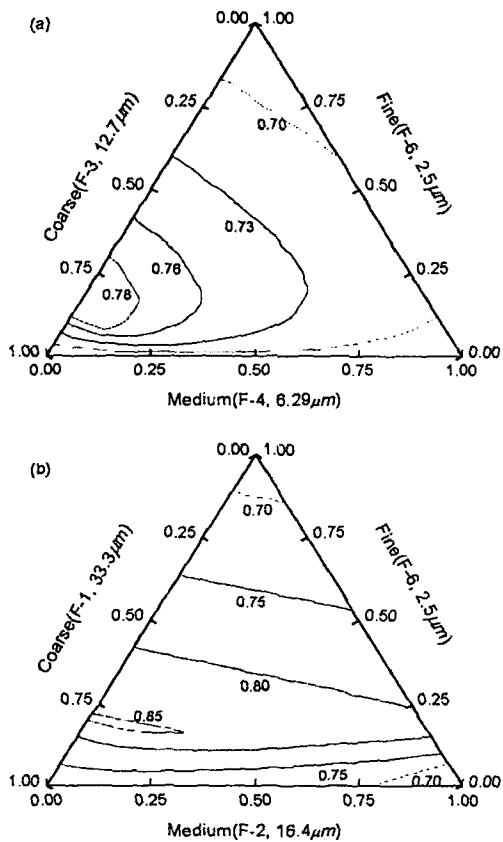 (a)
0.00 1.00
0.25
0.75
0.70
Coarse(F-3, 12.7μm)
Fine(F-6, 2.5μm)
0.50
0.50
0.73
0.75
0.76
0.25
0.78
1.00
0.00
0.00 0.25 0.50 0.75 1.00
Medium(F-4, 6.29μm)
(b)
0.00 1.00
0.70
0.25
0.75
Coarse(F-1, 33.3μm)
Fine(F-6, 2.5μm)
0.75
0.50
0.50
0.80
0.75
0.25
0.85
1.00
0.75
0.70
0.00
0.00 0.25 0.50 0.75 1.00
Medium(F-2, 16.4μm)